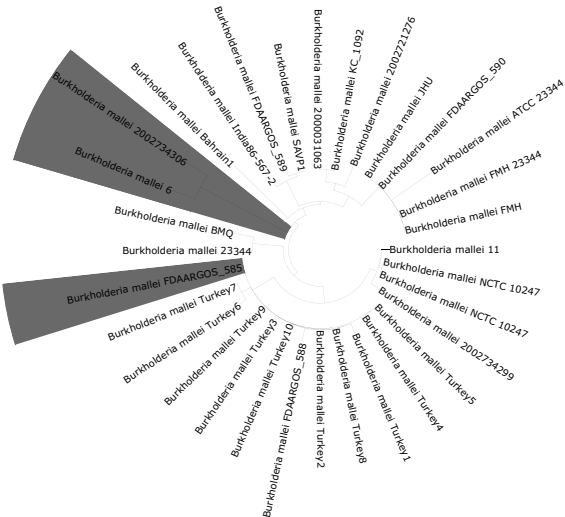 Burkholderia mallei 2000031063
Burkholderia mallei KC_1092
Burkholderia mallei 2002721276
Burkholderia mallei JHU
Burkholderia mallei FDAARGOS_590
Burkholderia mallei ATCC 23344
Burkholderia mallei FMH 23344
Burkholderia mallei FMH
Burkholderia mallei 11
Burkholderia mallei NCTC 10247
Burkholderia mallei NCTC 10247
Burkholderia mallei 2002734299
Burkholderia mallei Turkey5
Burkholderia mallei Turkey4
Burkholderia mallei Turkey1
Burkholderia mallei Turkey8
Burkholderia mallei Turkey2
Burkholderia mallei FDAARGOS_588
Burkholderia mallei Turkey10
Burkholderia mallei Turkey3
Burkholderia mallei Turkey9
Burkholderia mallei Turkey6
Burkholderia mallei Turkey7
Burkholderia mallei FDAARGOS_585
Burkholderia mallei 23344
Burkholderia mallei BMQ
Burkholderia mallei 6
Burkholderia mallei 2002734306
Burkholderia mallei Bahrain1
Burkholderia mallei India86-567-2
Burkholderia mallei FDAARGOS_589
Burkholderia mallei SAVP1